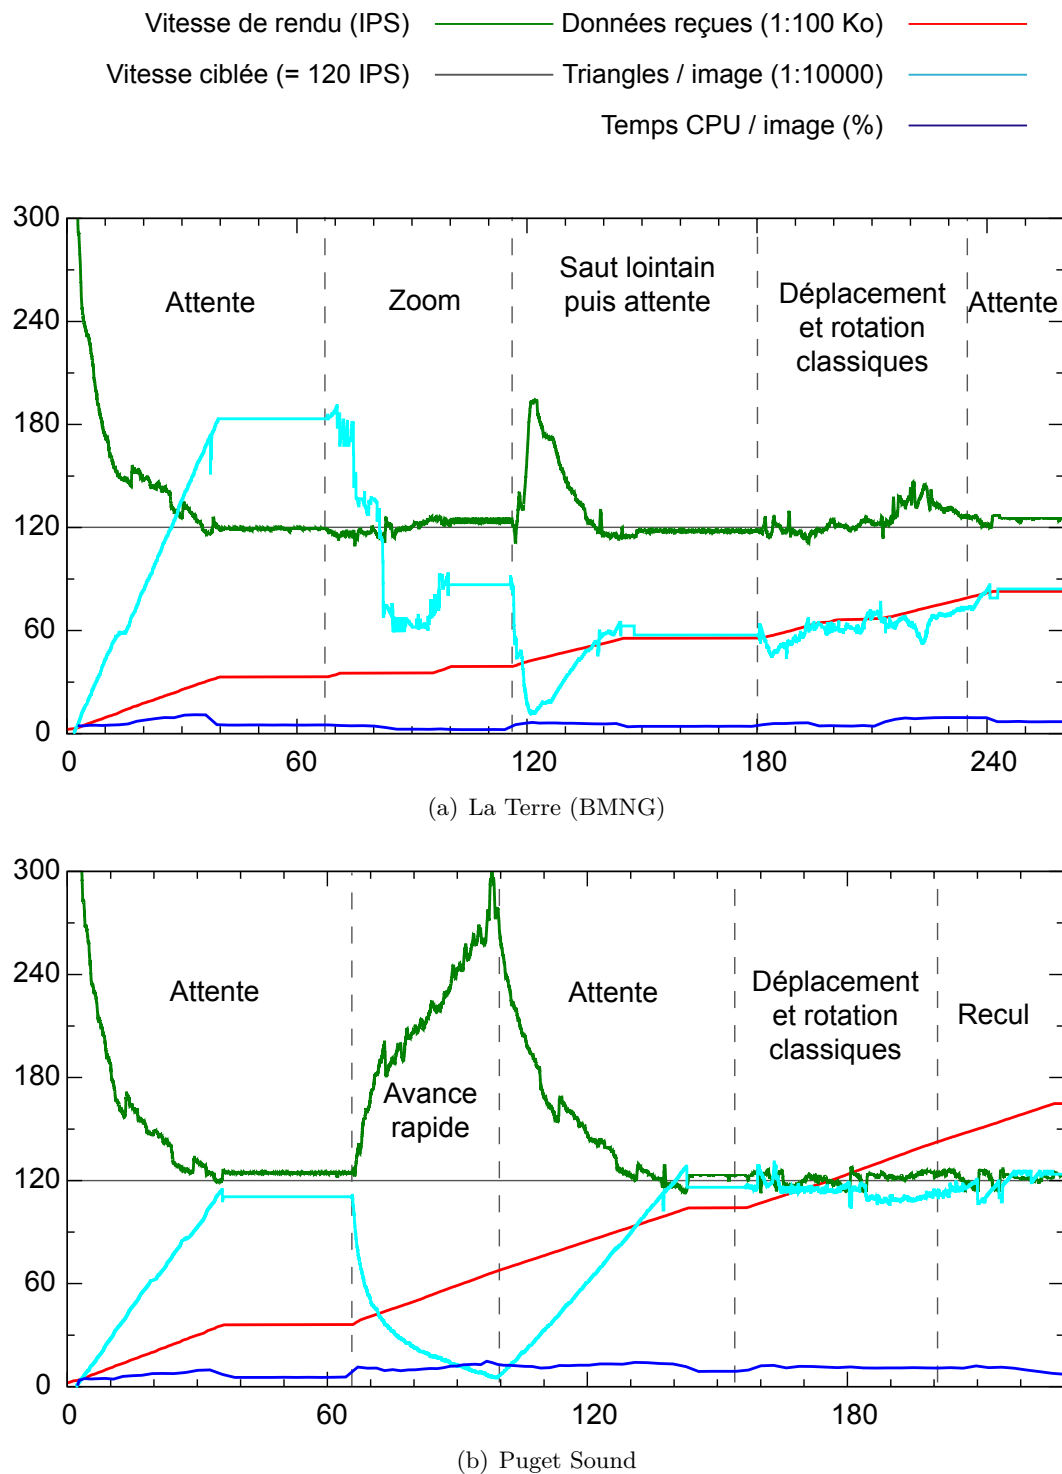 Vitesse de rendu (IPS)
Données reçues (1:100 Ko)
Vitesse ciblée (= 120 IPS)
Triangles / image (1:10000)
Temps CPU / image (%)
300
240
180
120
60
0
Attente
Zoom
Saut lointain
puis attente
Déplacement
et rotation
classiques
Attente
0
60
120
180
240
(a) La Terre (BMNG)
300
240
180
120
60
0
Attente
Avance
rapide
Attente
Déplacement
et rotation
classiques
Recul
0
60
120
180
(b) Puget Sound